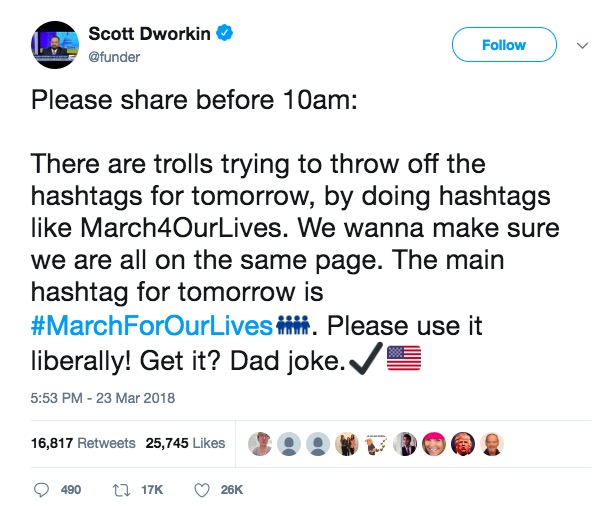 Scott Dworkin
@funder
Follow
Please share before 10am:
There are trolls trying to throw off the
hashtags for tomorrow, by doing hashtags
like March4OurLives. We wanna make sure
we are all on the same page. The main
hashtag for tomorrow is
#MarchForOurLives. Please use it
liberally! Get it? Dad joke.✔️🇺🇸
5:53 PM - 23 Mar 2018
16,817 Retweets 25,745 Likes
490 17K 26K